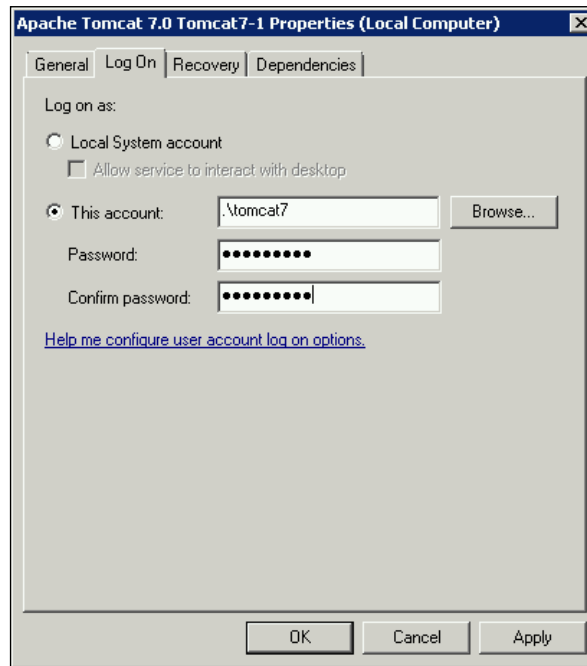 Apache Tomcat 7.0 Tomcat7-1 Properties (Local Computer)
General Log On Recovery Dependencies
Log on as:
Local System account
Allow service to interact with desktop
This account: .\tomcat7 Browse...
Password: ●●●●●●●●●
Confirm password: ●●●●●●●●●
Help me configure user account log on options.
OK Cancel Apply